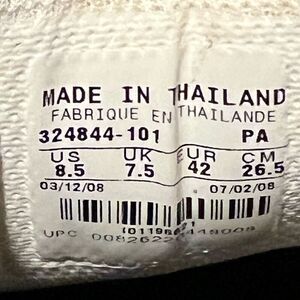 MADE IN THAILAND
FABRIQUE EN THAILANDE
324844-101 PA
US UK EUR CM
8.5 7.5 42 26.5
03/12/08 07/02/08
UPC